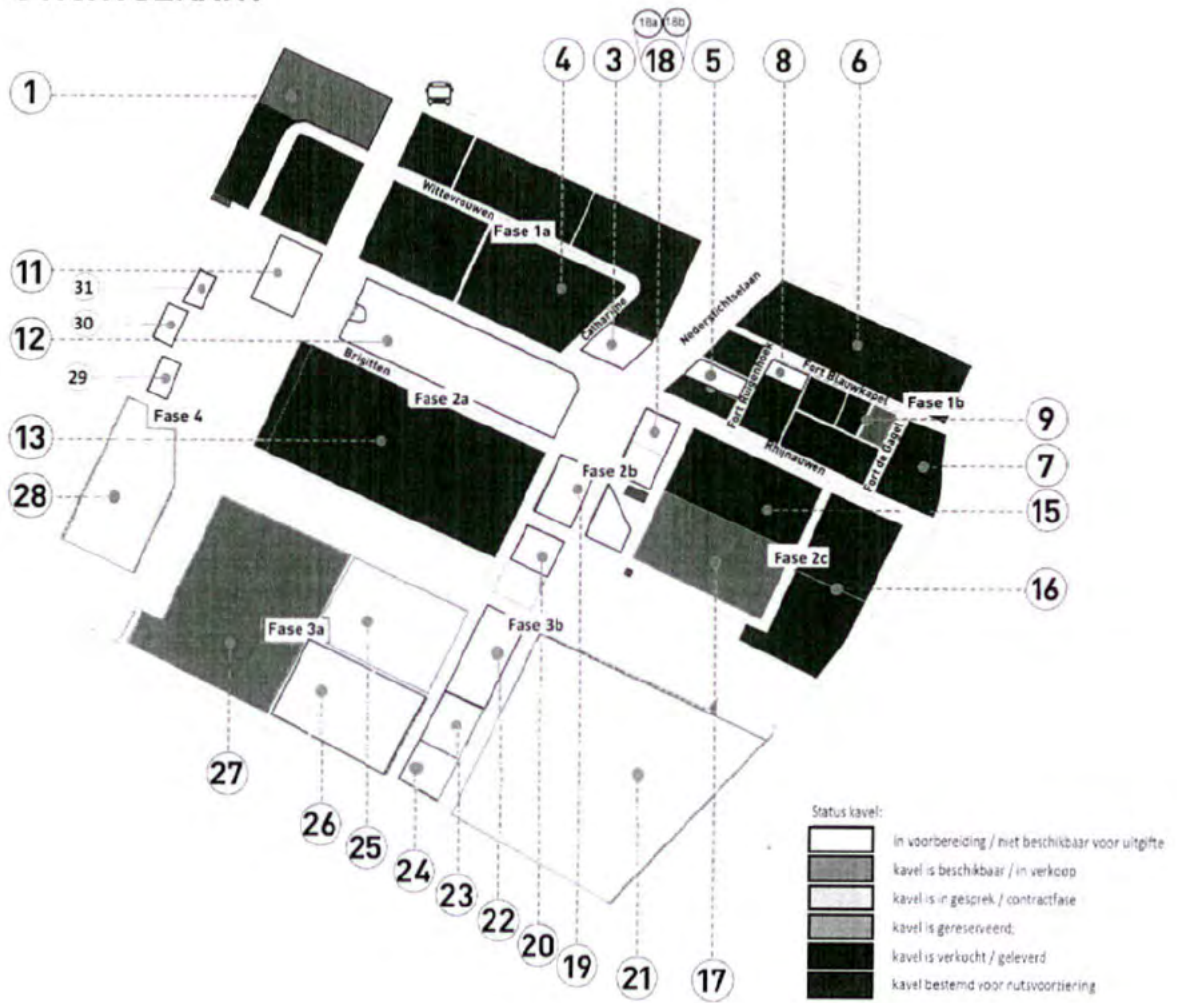 18a 18b
1
4
3
18
5
8
6
Wittevrouwen
Fase 1a
11
31
30
12
29
Catharijne
Nederstichtselaan
Fort Ruigenhoek
Fort Blauwkapel
Fase 1b
Brigitten
Fase 2a
Fase 4
13
28
Fase 2b
Rhijnauwen
Fort de Gagel
9
7
15
Fase 2c
16
Fase 3a
Fase 3b
27
26
25
24
23
22
20
19
21
17
Status kavel:
in voorbereiding / niet beschikbaar voor uitgifte
kavel is beschikbaar / in verkoop
kavel is in gesprek / contractfase
kavel is gereserveerd;
kavel is verkocht / geleverd
kavel bestemd voor nutsvoorziening